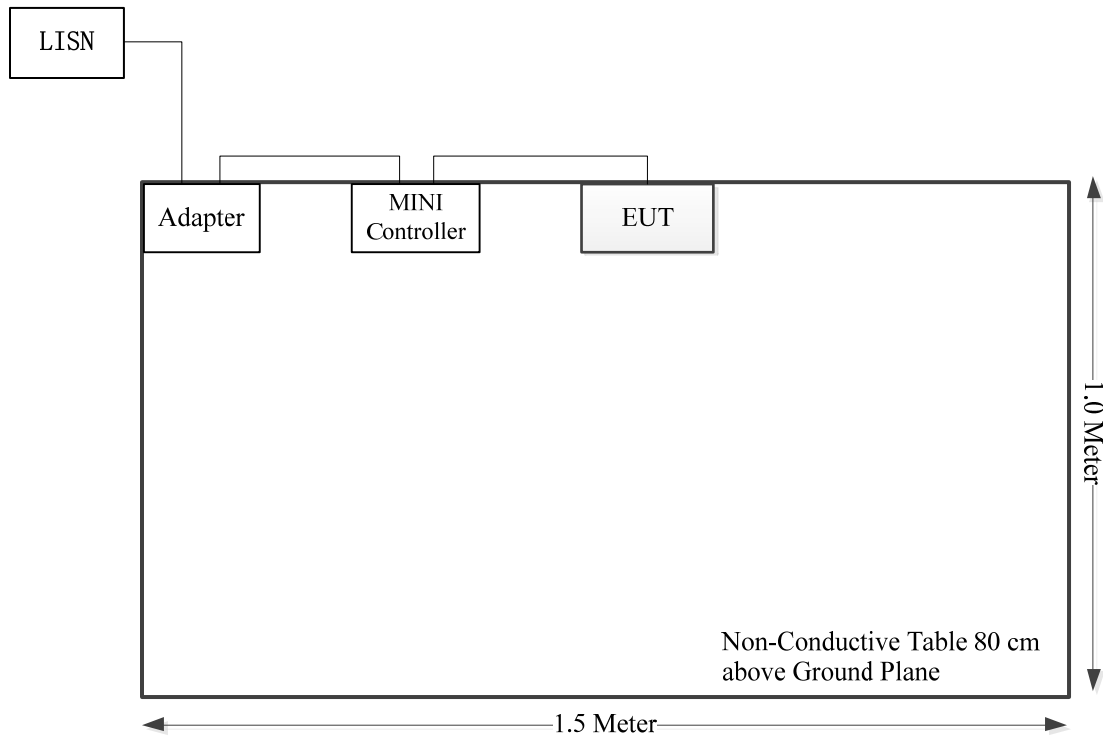 LISN
Adapter
MINI
Controller
EUT
1.0 Meter
Non-Conductive Table 80 cm
above Ground Plane
1.5 Meter